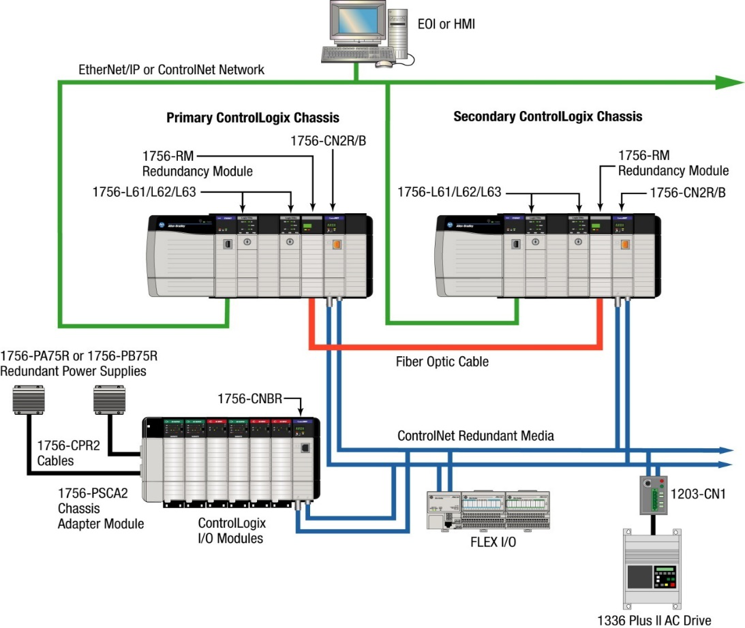 EOI or HMI
EtherNet/IP or ControlNet Network
Primary ControlLogix Chassis
Secondary ControlLogix Chassis
1756-CN2R/B
1756-RM
Redundancy Module
1756-L61/L62/L63
1756-RM
Redundancy Module
1756-L61/L62/L63
1756-CN2R/B
Fiber Optic Cable
1756-PA75R or 1756-PB75R
Redundant Power Supplies
1756-CNBR
1756-CPR2
Cables
ControlNet Redundant Media
1756-PSCA2
Chassis
Adapter Module
ControlLogix
I/O Modules
FLEX I/O
1203-CN1
1336 Plus II AC Drive